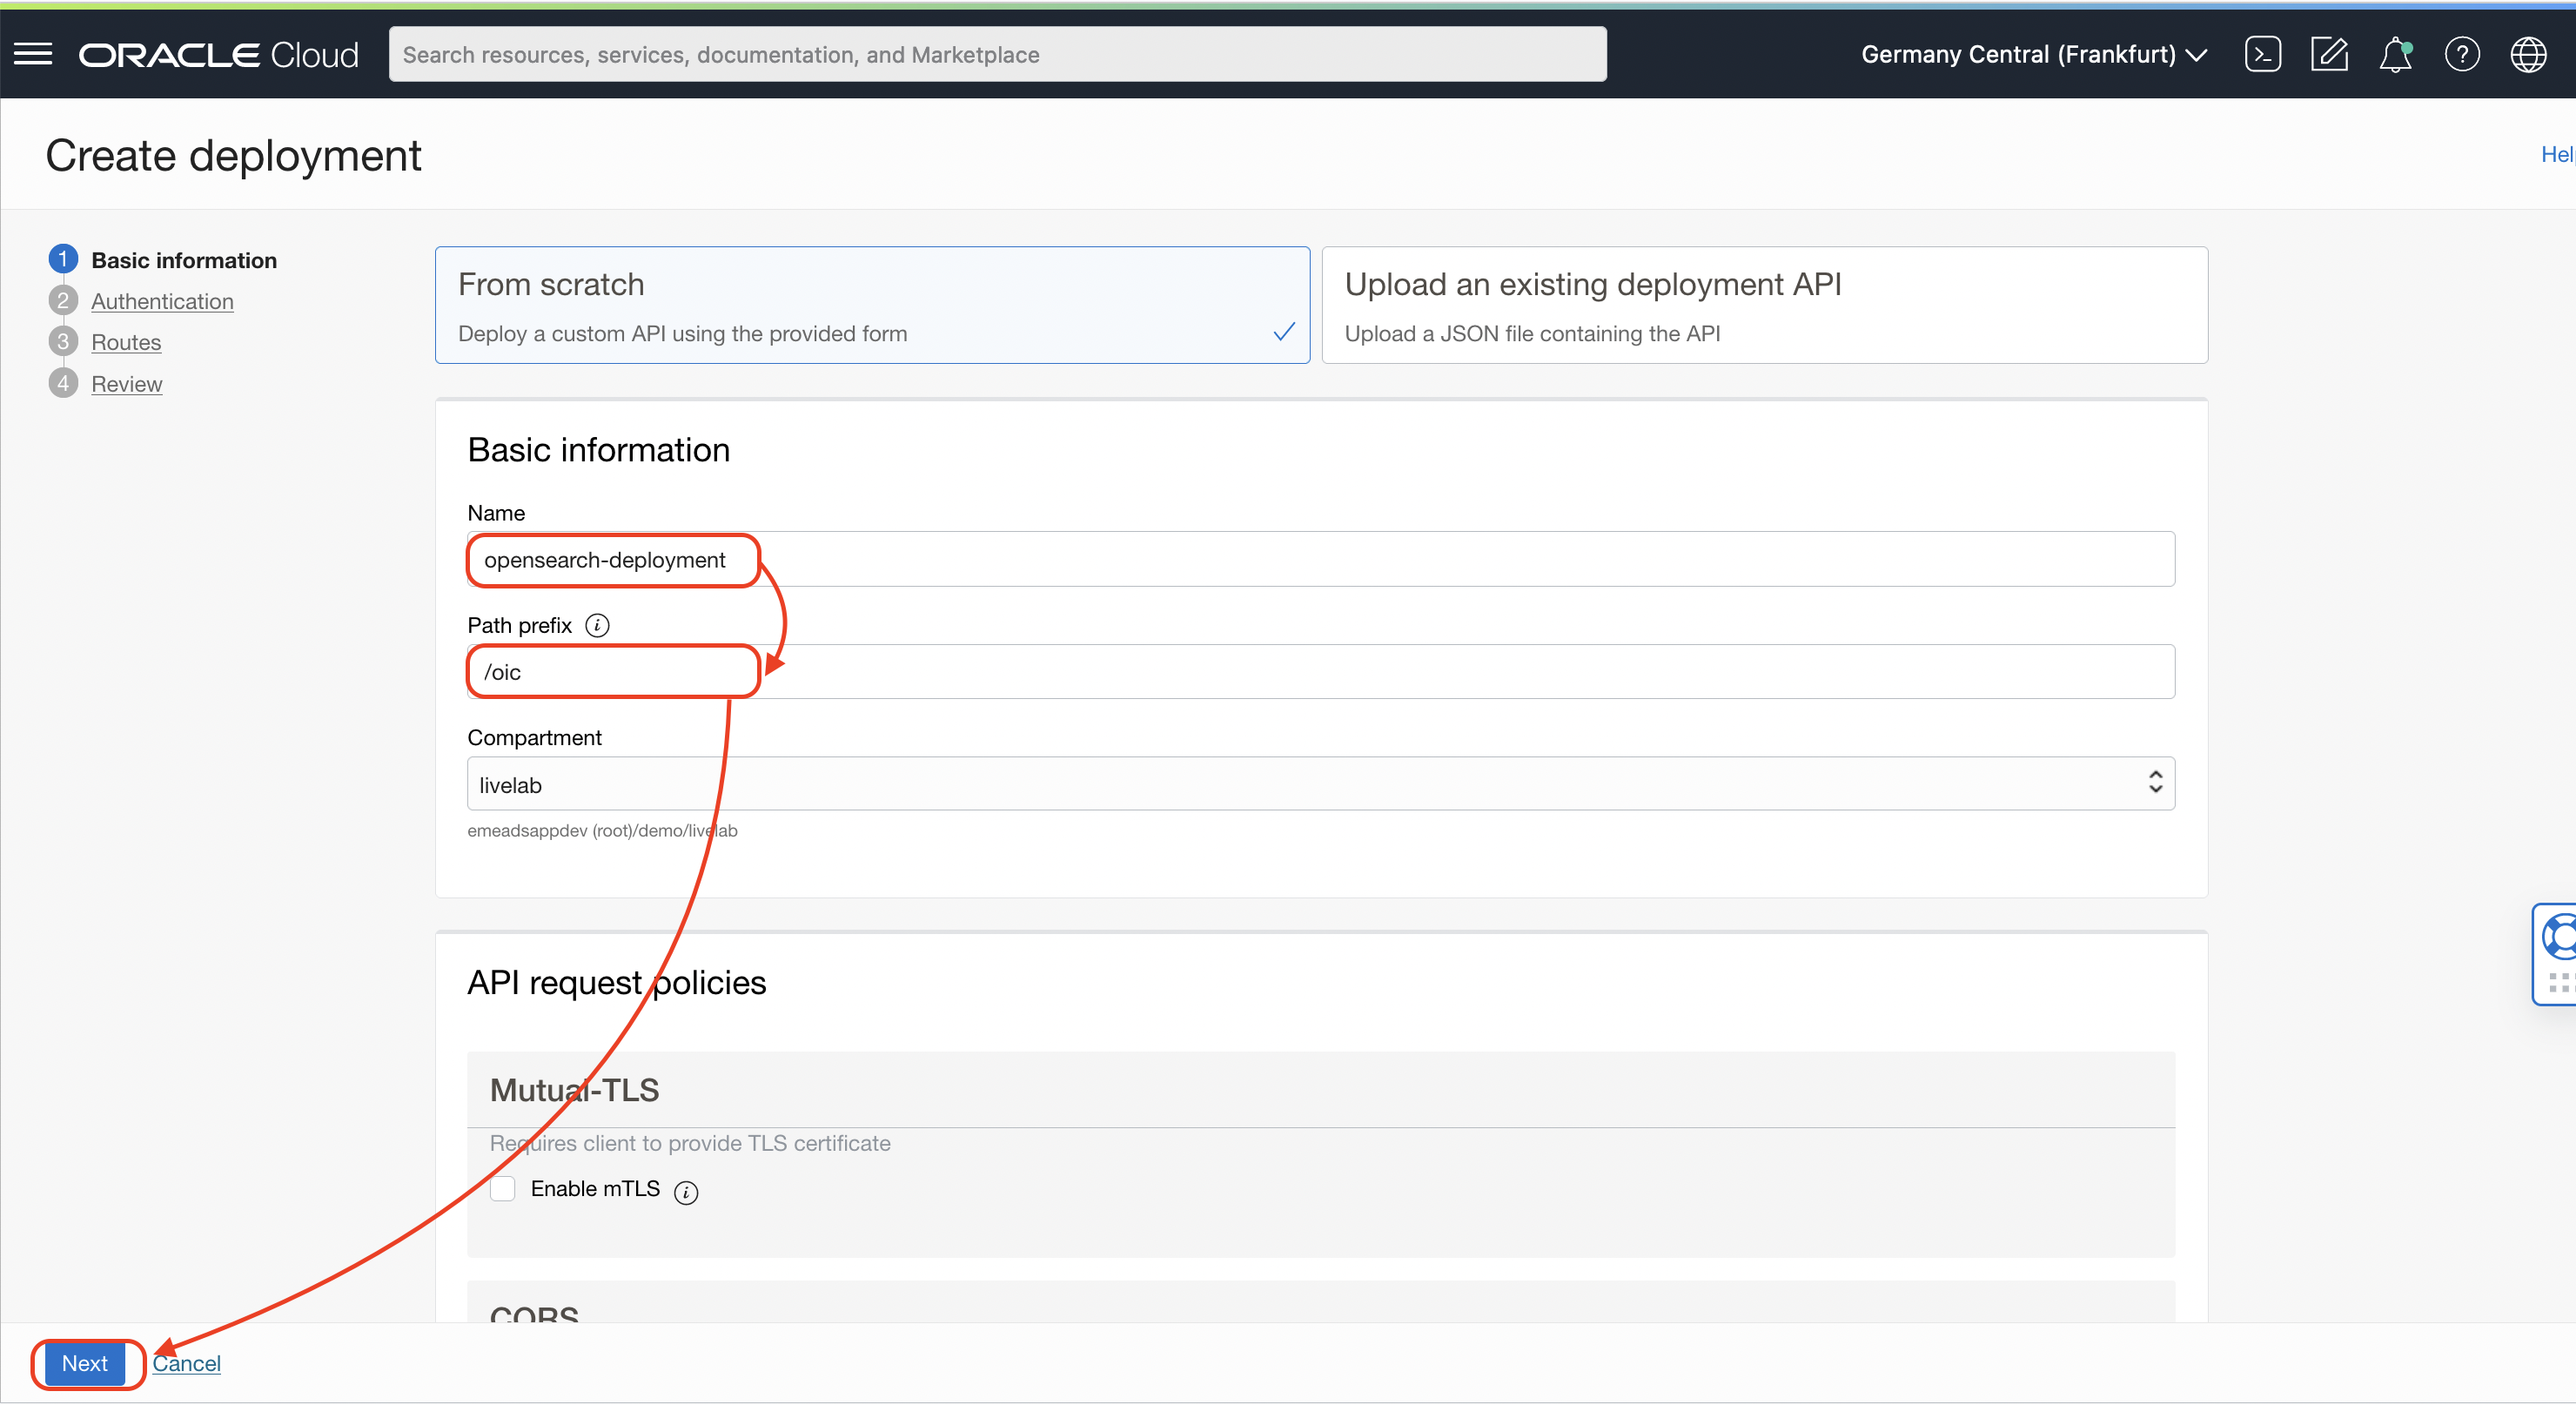 ORACLE Cloud
Search resources, services, documentation, and Marketplace
Germany Central (Frankfurt)
Create deployment
1 Basic information
2 Authentication
3 Routes
4 Review
From scratch
Deploy a custom API using the provided form
Upload an existing deployment API
Upload a JSON file containing the API
Basic information
Name
opensearch-deployment
Path prefix
/oic
Compartment
livelab
emeadsappdev (root)/demo/livelab
API request policies
Mutual-TLS
Requires client to provide TLS certificate
Enable mTLS
CORS
Next
Cancel